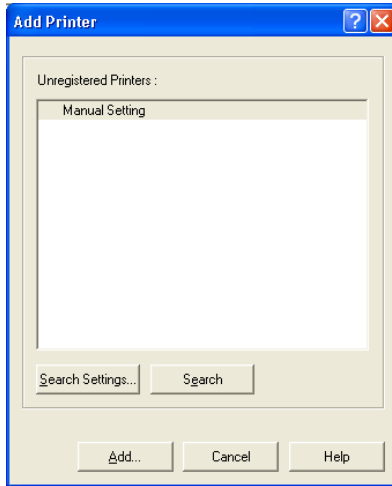 Add Printer
Unregistered Printers :
Manual Setting
Search Settings... Search
Add... Cancel Help